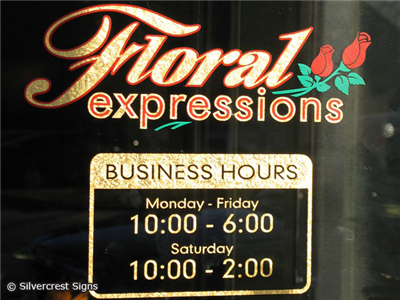 Floral
expressions
BUSINESS HOURS
Monday - Friday
10:00 - 6:00
Saturday
10:00 - 2:00
© Silvercrest Signs